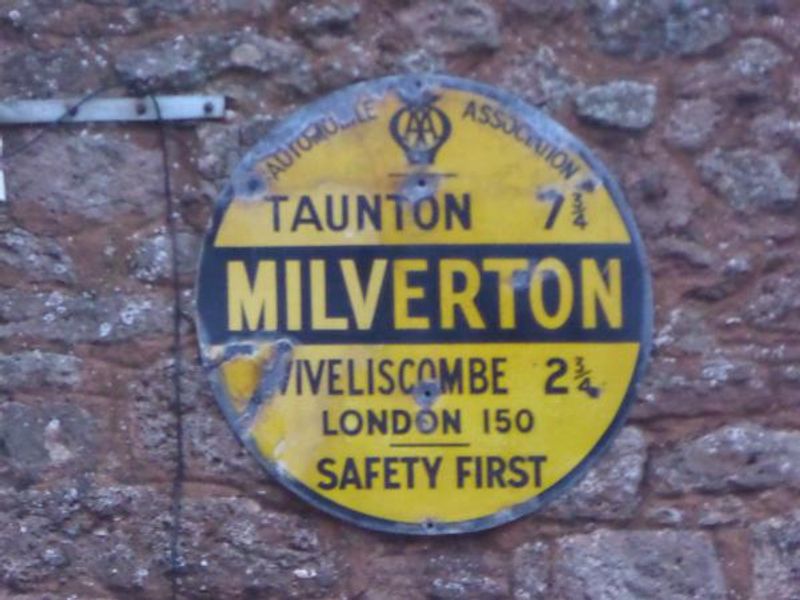 AUTOMOBILE AA ASSOCIATION
TAUNTON 7¾
MILVERTON
WIVELISCOMBE 2¾
LONDON 150
SAFETY FIRST